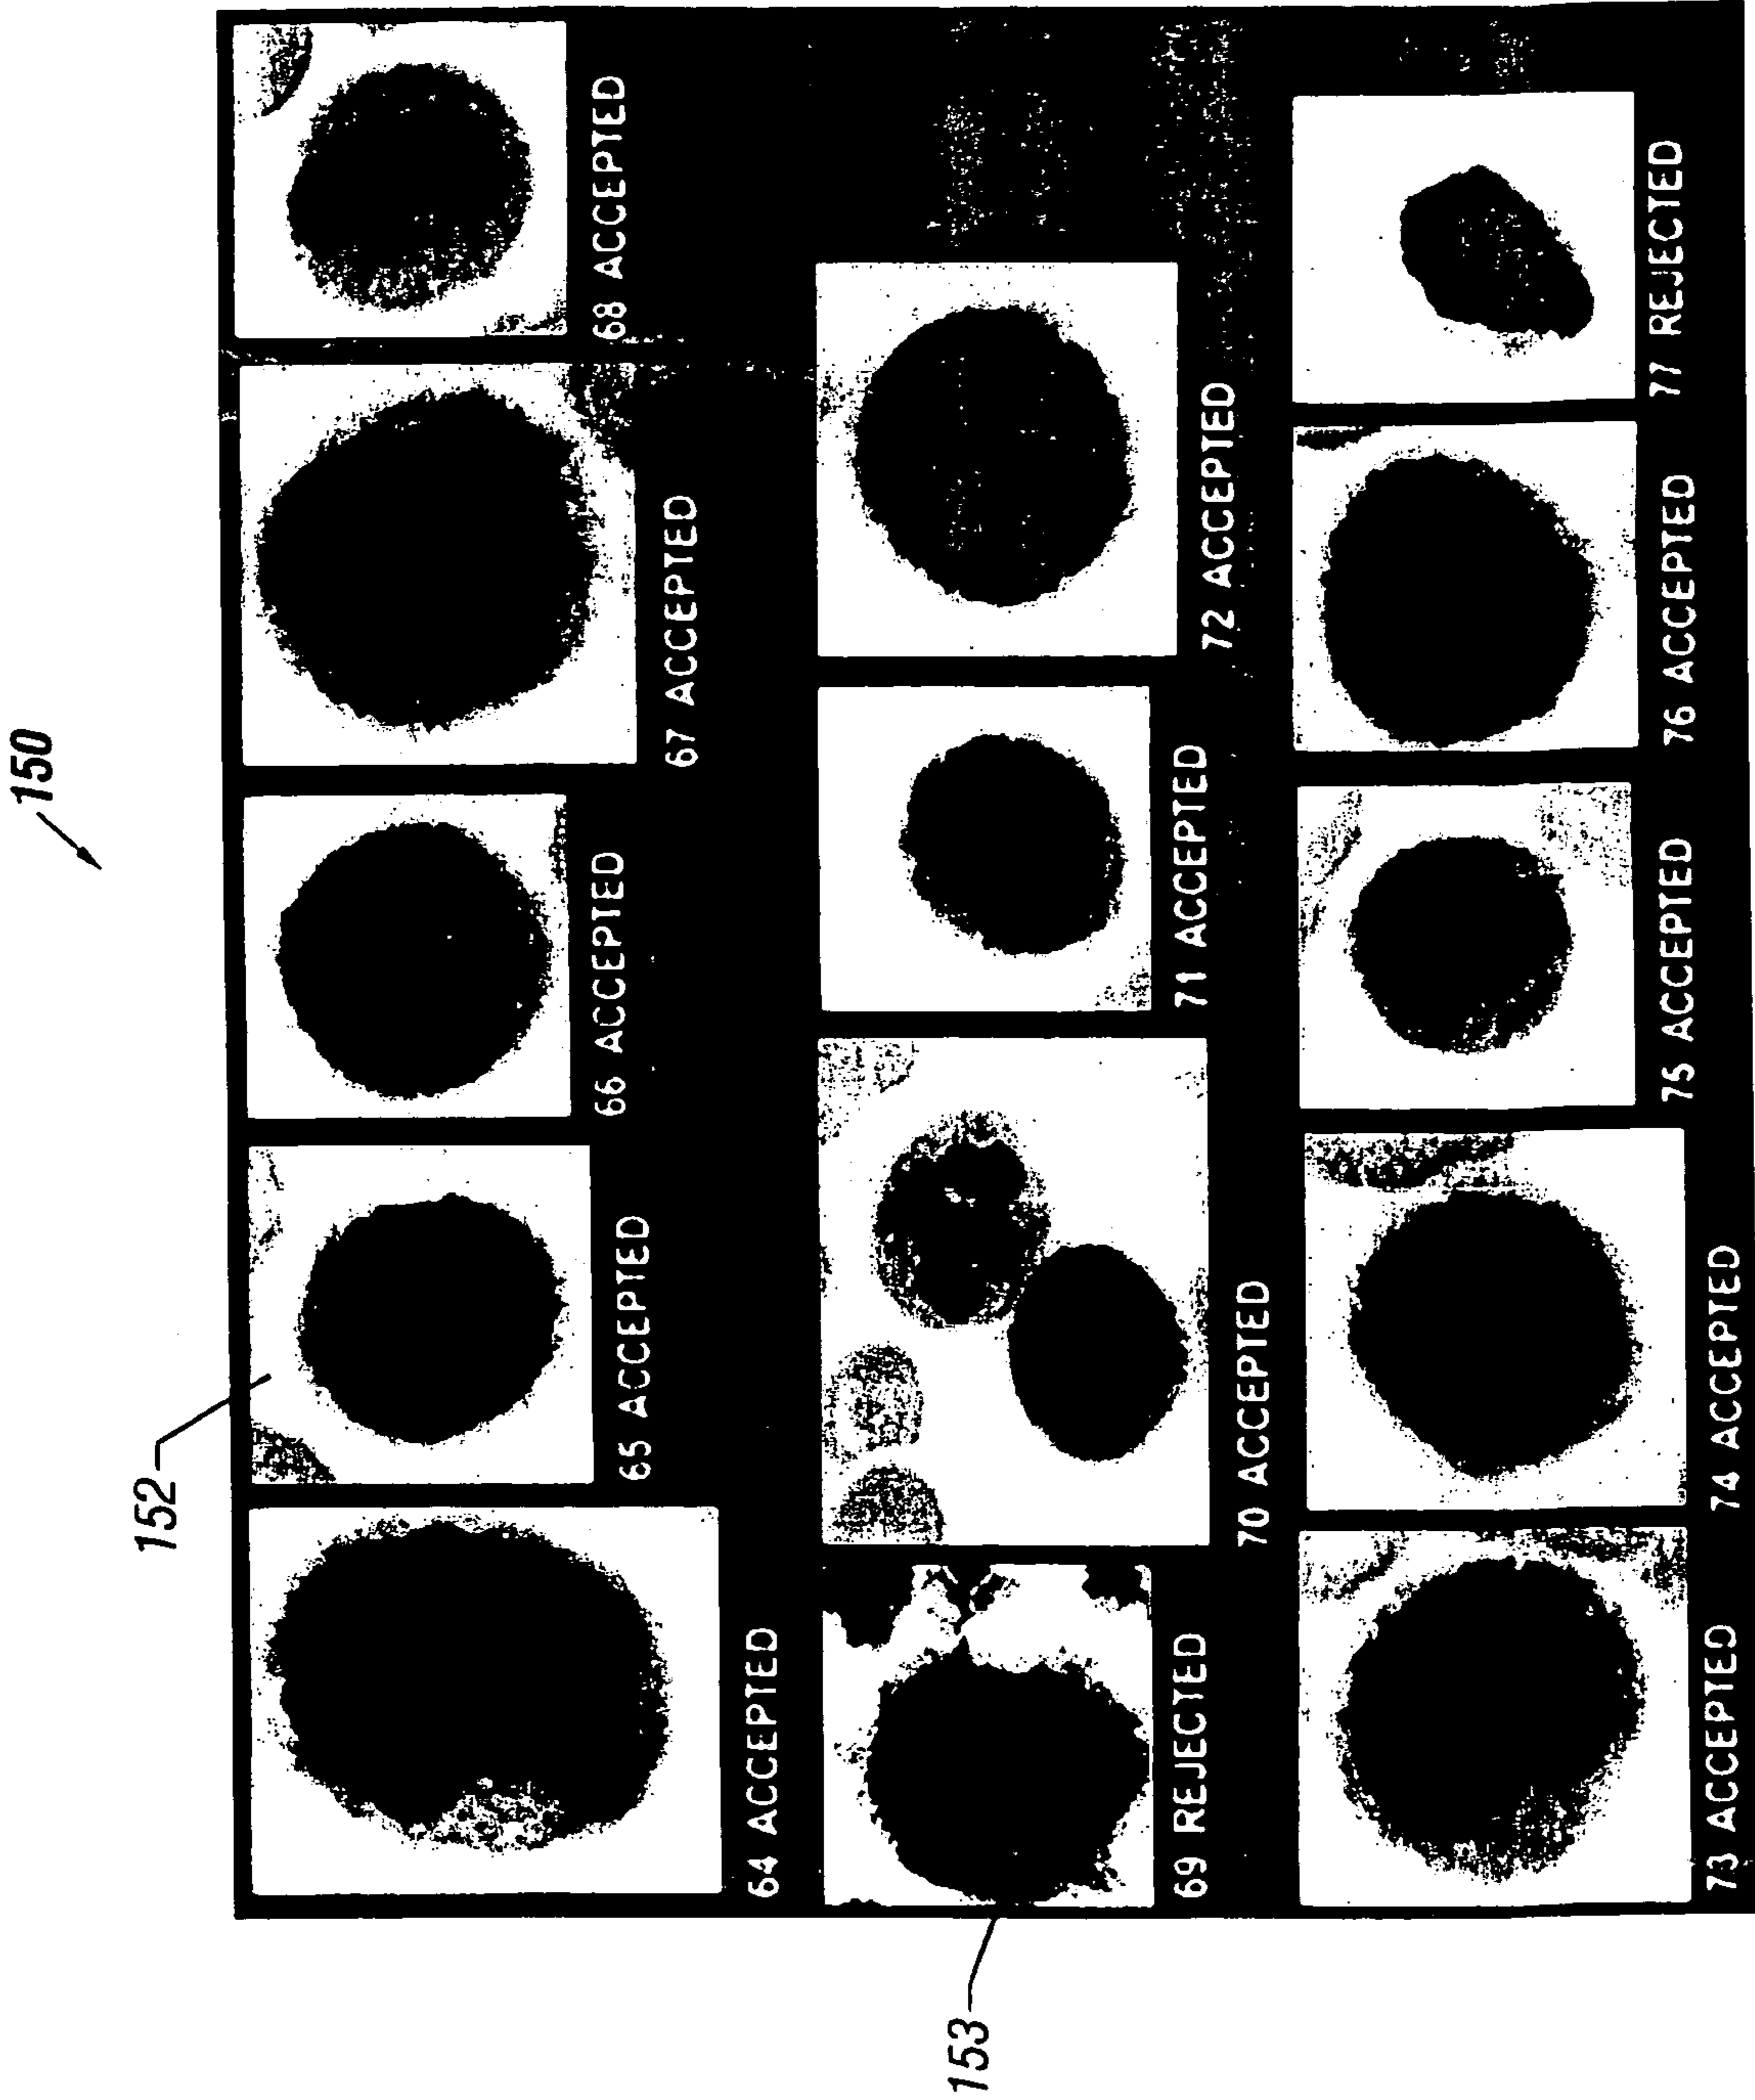 150
152
64 ACCEPTED
65 ACCEPTED
66 ACCEPTED
67 ACCEPTED
68 ACCEPTED
153
69 REJECTED
70 ACCEPTED
71 ACCEPTED
72 ACCEPTED
73 ACCEPTED
74 ACCEPTED
75 ACCEPTED
76 ACCEPTED
77 REJECTED